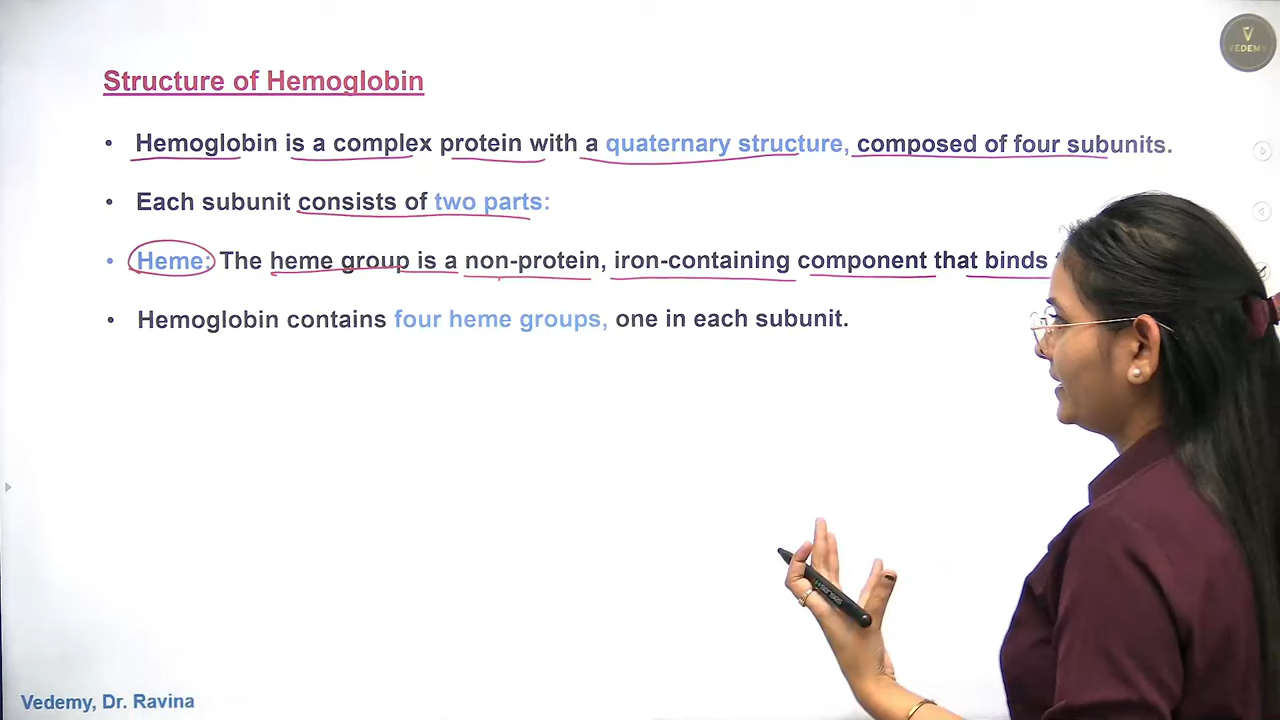 VEDEMY
Structure of Hemoglobin
• Hemoglobin is a complex protein with a quaternary structure, composed of four subunits.
• Each subunit consists of two parts:
• Heme: The heme group is a non-protein, iron-containing component that binds
• Hemoglobin contains four heme groups, one in each subunit.
Vedemy, Dr. Ravina